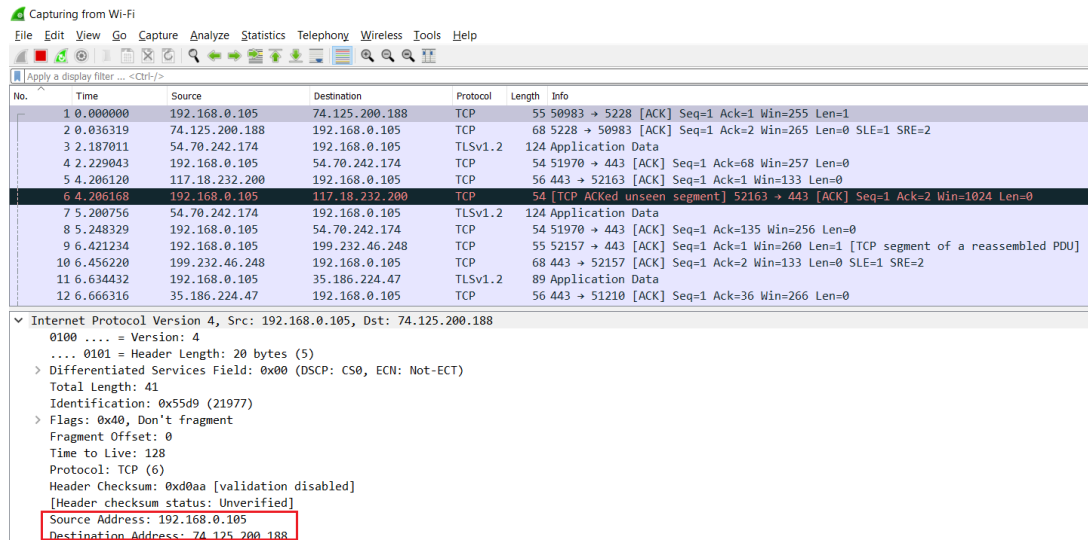 Capturing from Wi-Fi
File Edit View Go Capture Analyze Statistics Telephony Wireless Tools Help
Apply a display filter ... <Ctrl-/>
No. Time Source Destination Protocol Length Info
1 0.000000 192.168.0.105 74.125.200.188 TCP 55 50983 → 5228 [ACK] Seq=1 Ack=1 Win=255 Len=1
2 0.036319 74.125.200.188 192.168.0.105 TCP 68 5228 → 50983 [ACK] Seq=1 Ack=2 Win=265 Len=0 SLE=1 SRE=2
3 2.187011 54.70.242.174 192.168.0.105 TLSv1.2 124 Application Data
4 2.229043 192.168.0.105 54.70.242.174 TCP 54 51970 → 443 [ACK] Seq=1 Ack=68 Win=257 Len=0
5 4.206120 117.18.232.200 192.168.0.105 TCP 56 443 → 52163 [ACK] Seq=1 Ack=1 Win=133 Len=0
6 4.206168 192.168.0.105 117.18.232.200 TCP 54 [TCP ACKed unseen segment] 52163 → 443 [ACK] Seq=1 Ack=2 Win=1024 Len=0
7 5.200756 54.70.242.174 192.168.0.105 TLSv1.2 124 Application Data
8 5.248329 192.168.0.105 54.70.242.174 TCP 54 51970 → 443 [ACK] Seq=1 Ack=135 Win=256 Len=0
9 6.421234 192.168.0.105 199.232.46.248 TCP 55 52157 → 443 [ACK] Seq=1 Ack=1 Win=260 Len=1 [TCP segment of a reassembled PDU]
10 6.456220 199.232.46.248 192.168.0.105 TCP 68 443 → 52157 [ACK] Seq=1 Ack=2 Win=133 Len=0 SLE=1 SRE=2
11 6.634432 192.168.0.105 35.186.224.47 TLSv1.2 89 Application Data
12 6.666316 35.186.224.47 192.168.0.105 TCP 56 443 → 51210 [ACK] Seq=1 Ack=36 Win=266 Len=0
Internet Protocol Version 4, Src: 192.168.0.105, Dst: 74.125.200.188
0100 .... = Version: 4
.... 0101 = Header Length: 20 bytes (5)
Differentiated Services Field: 0x00 (DSCP: CS0, ECN: Not-ECT)
Total Length: 41
Identification: 0x55d9 (21977)
Flags: 0x40, Don't fragment
Fragment Offset: 0
Time to Live: 128
Protocol: TCP (6)
Header Checksum: 0xd0aa [validation disabled]
[Header checksum status: Unverified]
Source Address: 192.168.0.105
Destination Address: 74.125.200.188